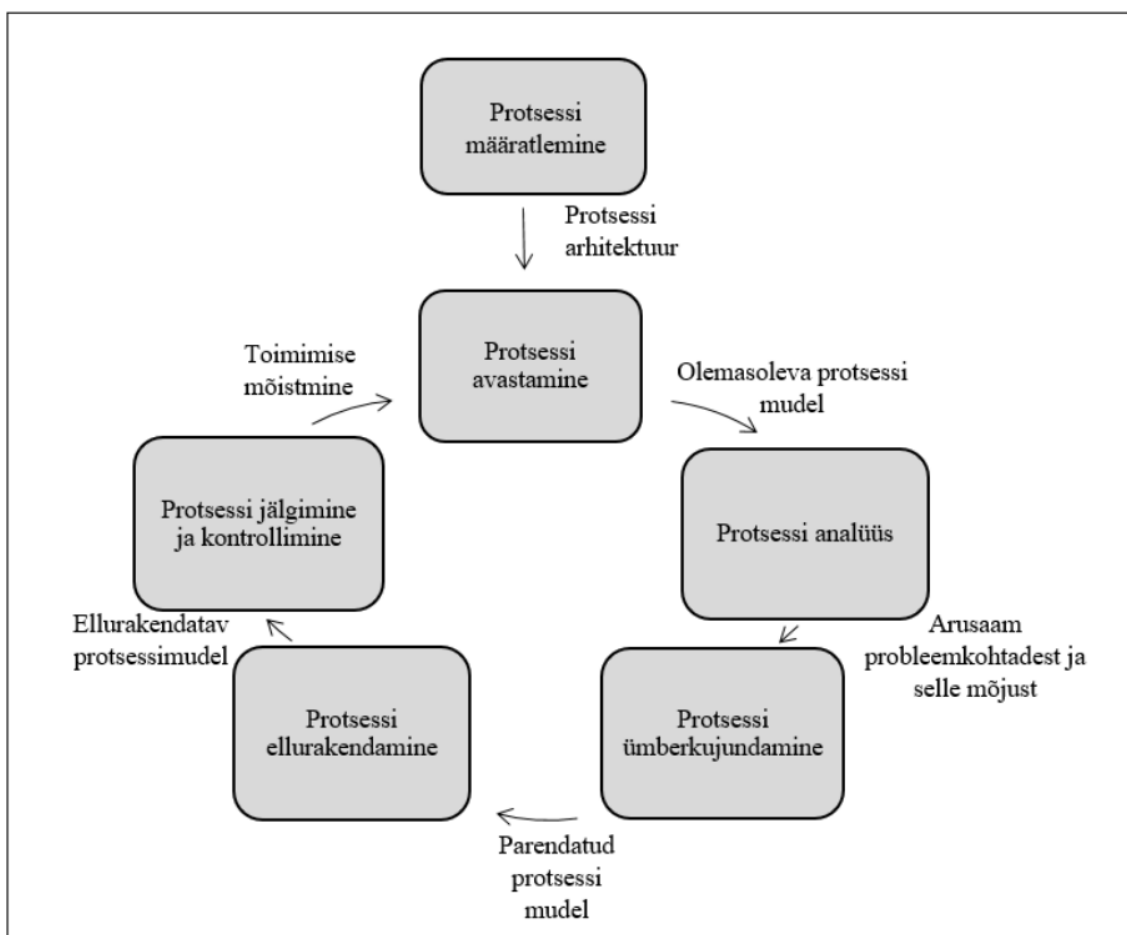 Protsessi
määratlemine
Protsessi
arhitektuur
Protsessi
avastamine
Toimimise
mõistmine
Olemasoleva protsessi
mudel
Protsessi jälgimine
ja kontrollimine
Protsessi analüüs
Ellurakendatav
protsessimudel
Arusaam
probleemkohtadest ja
selle mõjust
Protsessi
ellurakendamine
Protsessi
ümberkujundamine
Parendatud
protsessi
mudel